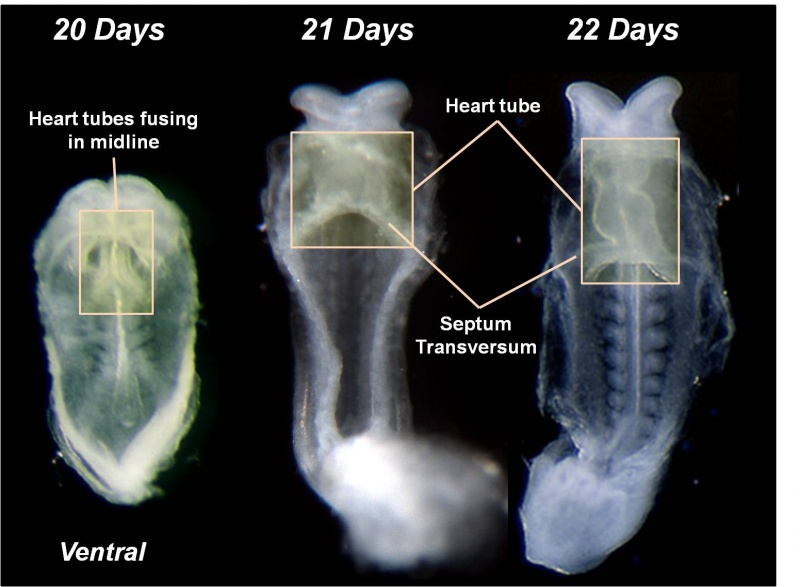 20 Days
21 Days
22 Days
Heart tubes fusing
in midline
Heart tube
Septum
Transversum
Ventral